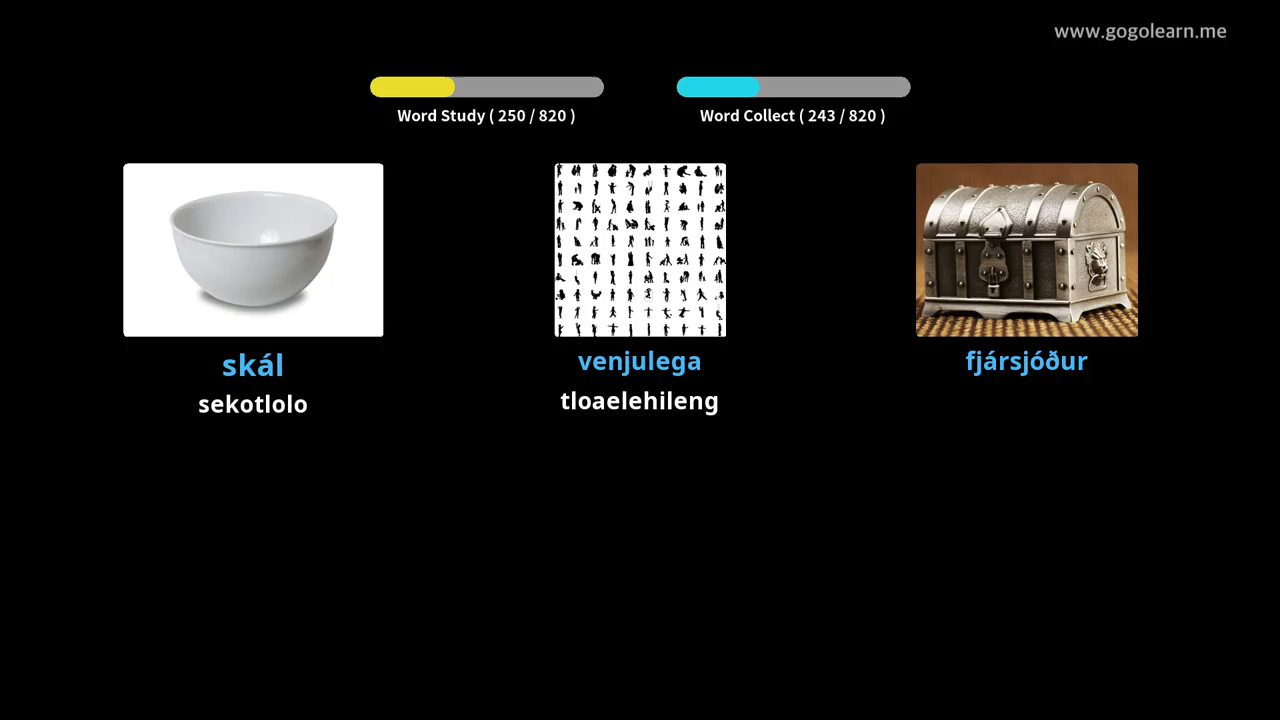 www.gogolearn.me
Word Study ( 250 / 820 )
Word Collect ( 243 / 820 )
skál
sekotlolo
venjulega
tloaelehileng
fjársjóður